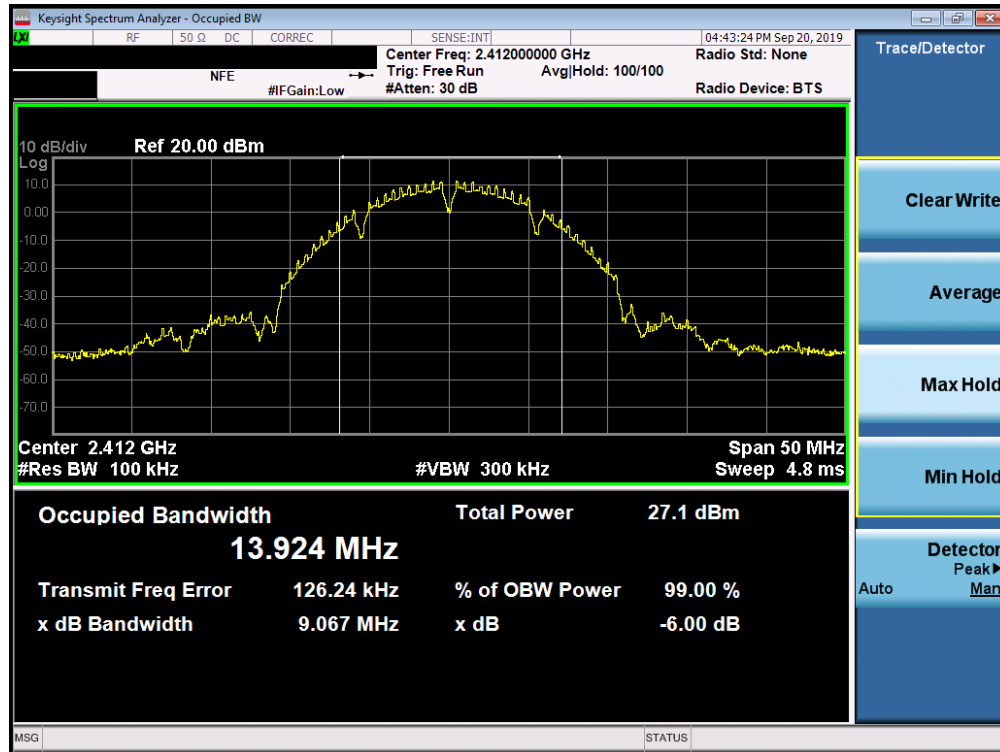 Keysight Spectrum Analyzer - Occupied BW
LXI RF 50 Ω DC CORREC SENSE:INT 04:43:24 PM Sep 20, 2019
Center Freq: 2.412000000 GHz Radio Std: None
NFE Trig: Free Run Avg|Hold: 100/100
#IFGain:Low #Atten: 30 dB Radio Device: BTS
10 dB/div Ref 20.00 dBm
Log
10.0
0.00
-10.0
-20.0
-30.0
-40.0
-50.0
-60.0
-70.0
Center 2.412 GHz Span 50 MHz
#Res BW 100 kHz #VBW 300 kHz Sweep 4.8 ms
Occupied Bandwidth Total Power 27.1 dBm
13.924 MHz
Transmit Freq Error 126.24 kHz % of OBW Power 99.00 %
x dB Bandwidth 9.067 MHz x dB -6.00 dB
MSG STATUS
Trace/Detector
Clear Write
Average
Max Hold
Min Hold
Detector
Peak
Auto Man